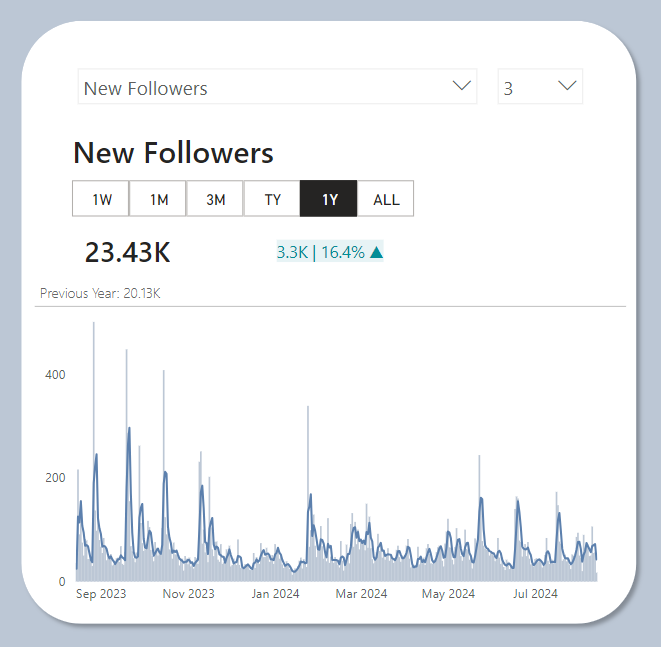 New Followers 3
New Followers
1W 1M 3M TY 1Y ALL
23.43K 3.3K | 16.4% ▲
Previous Year: 20.13K
400
200
0
Sep 2023 Nov 2023 Jan 2024 Mar 2024 May 2024 Jul 2024